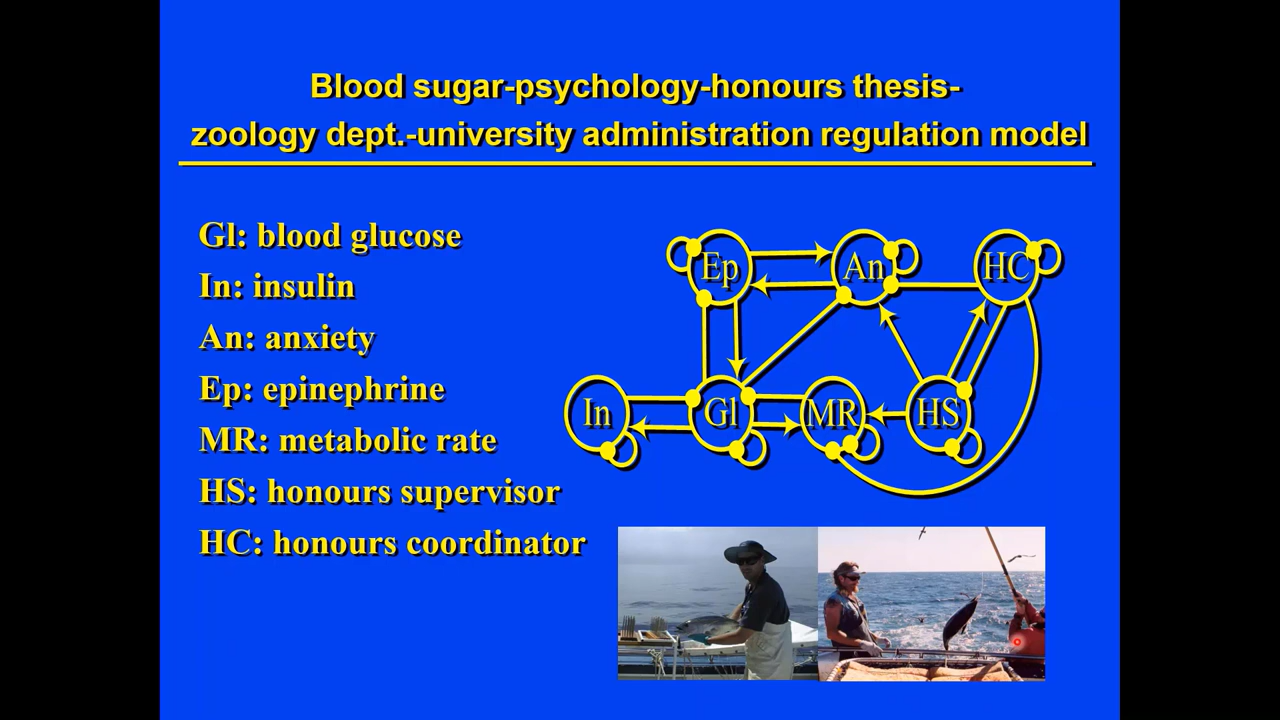 Blood sugar-psychology-honours thesis-
zoology dept.-university administration regulation model
Gl: blood glucose
In: insulin
An: anxiety
Ep: epinephrine
MR: metabolic rate
HS: honours supervisor
HC: honours coordinator
Ep
An
HC
In
Gl
MR
HS